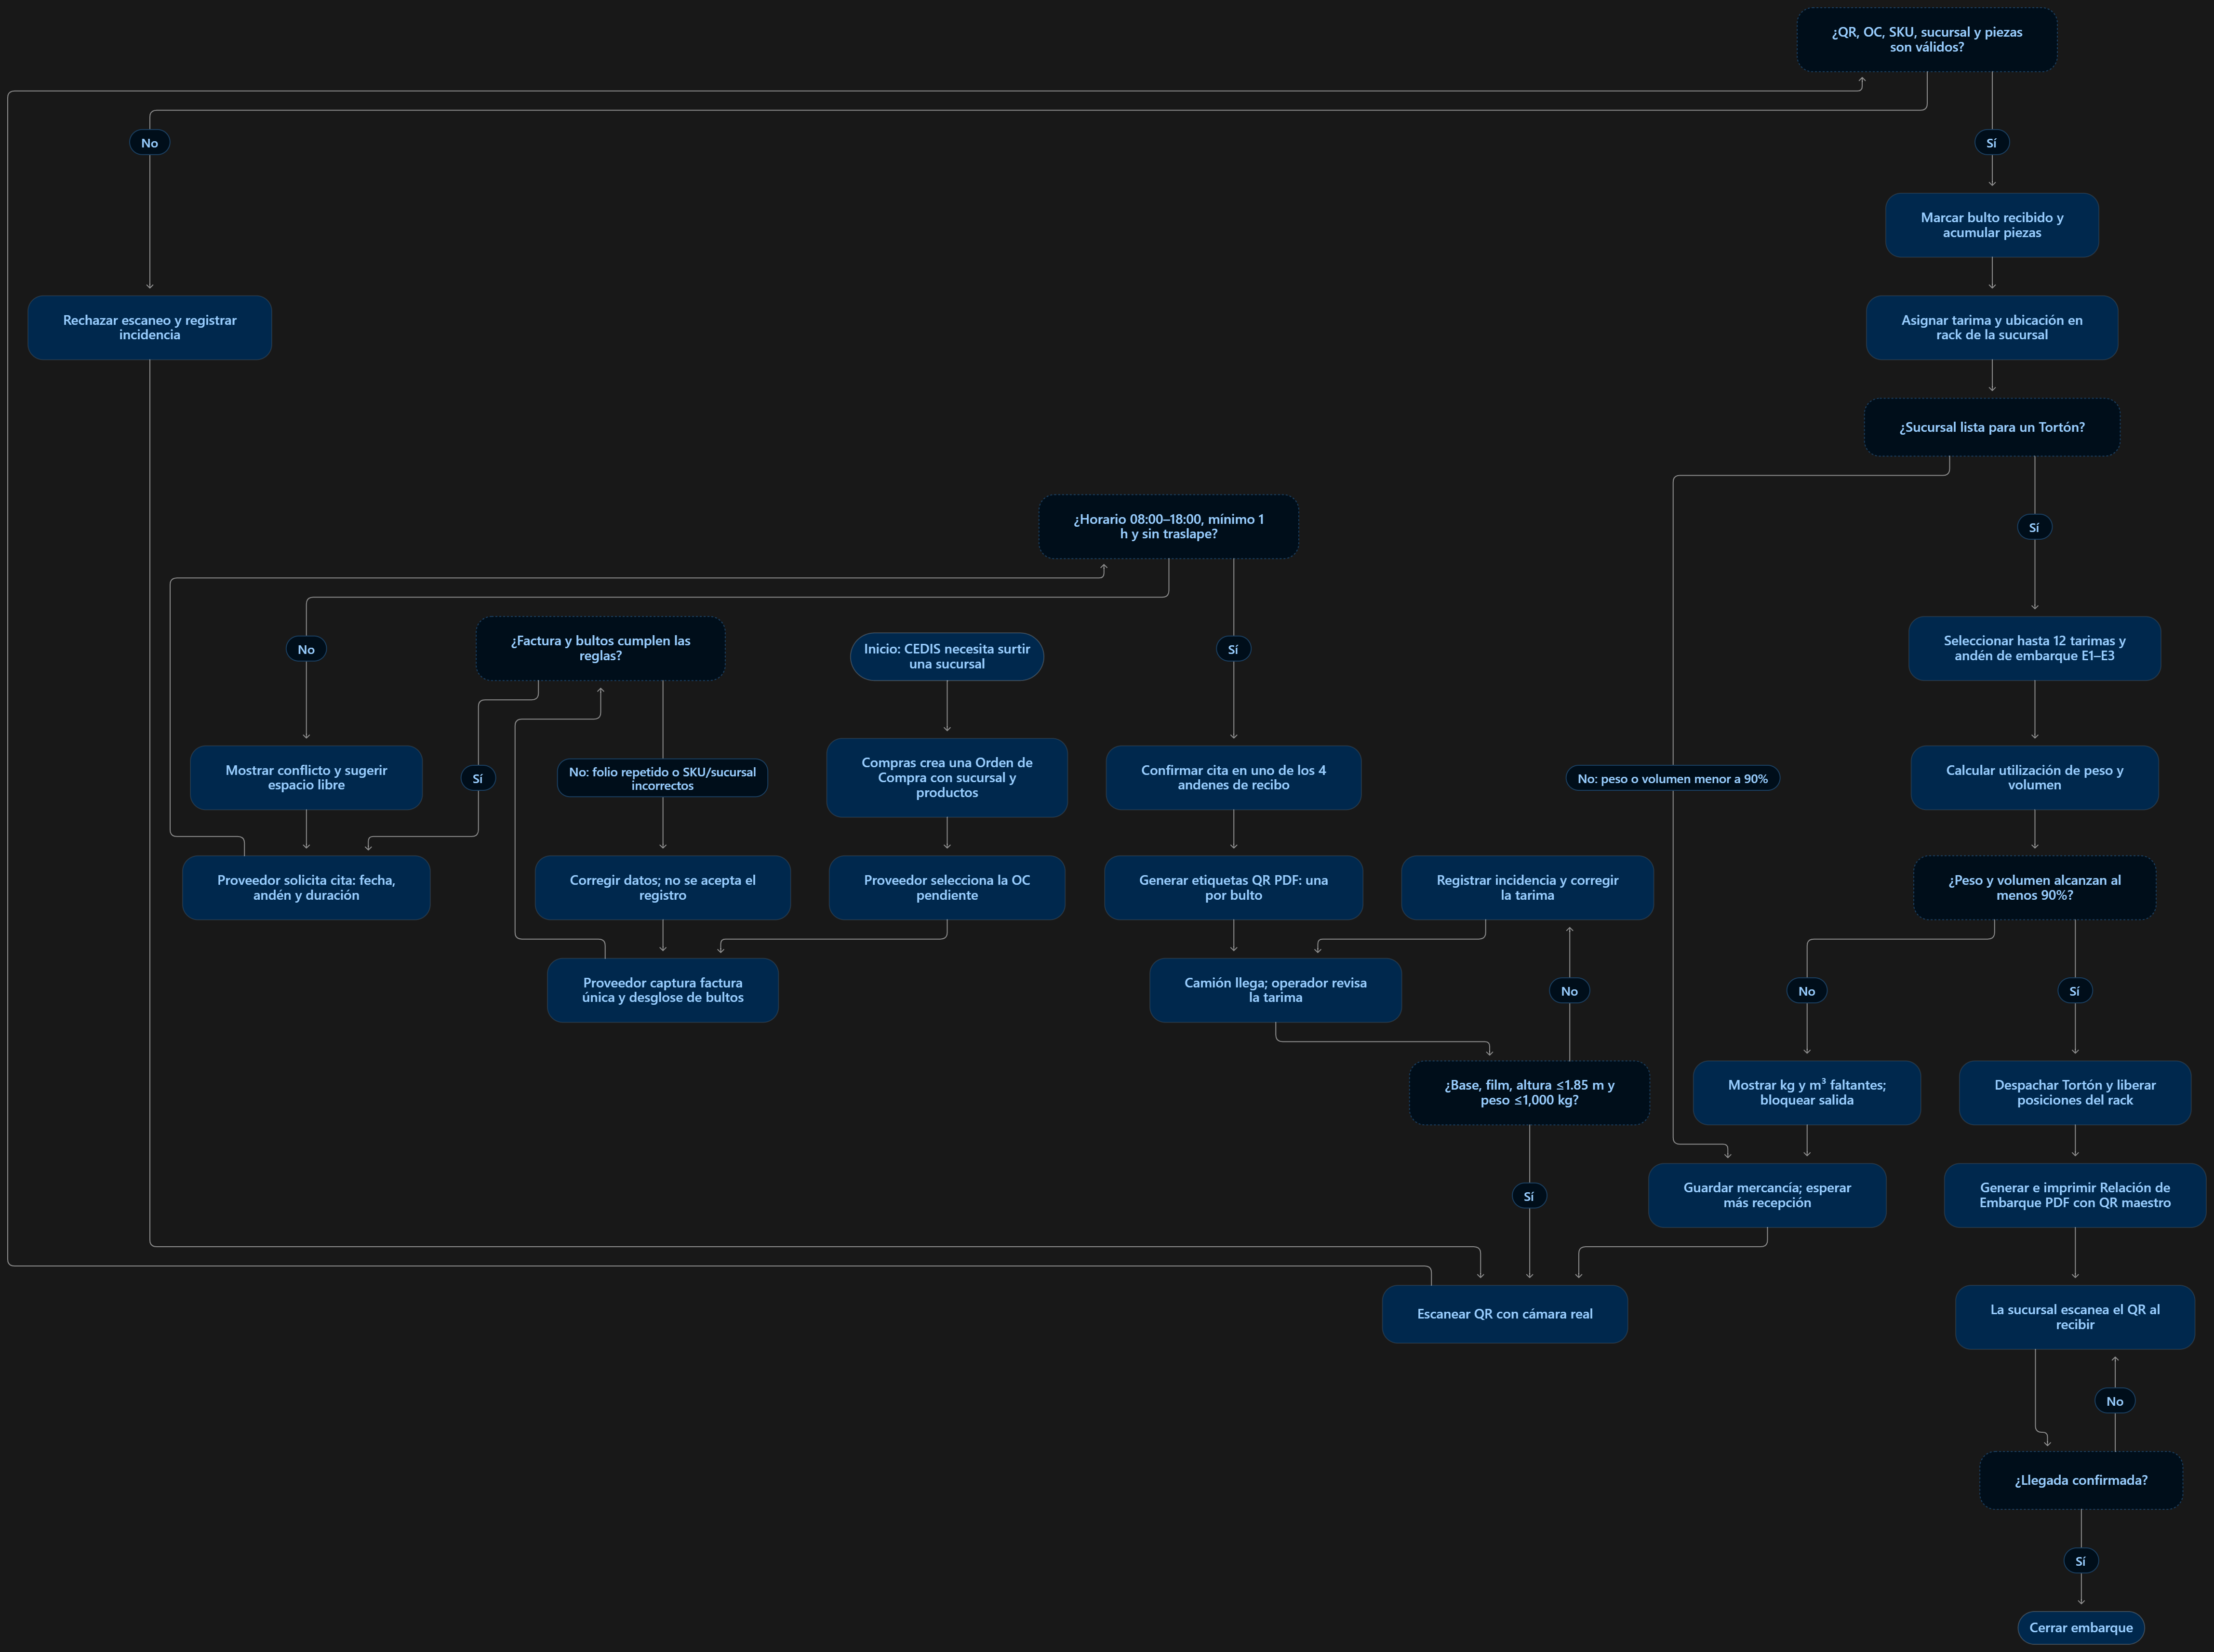 ¿QR, OC, SKU, sucursal y piezas
son válidos?
No
Sí
Marcar bulto recibido y
acumular piezas
Rechazar escaneo y registrar
incidencia
Asignar tarima y ubicación en
rack de la sucursal
¿Sucursal lista para un Tortón?
¿Horario 08:00–18:00, mínimo 1
h y sin traslape?
Sí
¿Factura y bultos cumplen las
reglas?
Inicio: CEDIS necesita surtir
una sucursal
No
Sí
Seleccionar hasta 12 tarimas y
andén de embarque E1–E3
Mostrar conflicto y sugerir
espacio libre
Sí
No: folio repetido o SKU/sucursal
incorrectos
Compras crea una Orden de
Compra con sucursal y
productos
Confirmar cita en uno de los 4
andenes de recibo
No: peso o volumen menor a 90%
Calcular utilización de peso y
volumen
Proveedor solicita cita: fecha,
andén y duración
Corregir datos; no se acepta el
registro
Proveedor selecciona la OC
pendiente
Generar etiquetas QR PDF: una
por bulto
Registrar incidencia y corregir
la tarima
¿Peso y volumen alcanzan al
menos 90%?
Proveedor captura factura
única y desglose de bultos
Camión llega; operador revisa
la tarima
No
No
Sí
¿Base, film, altura ≤1.85 m y
peso ≤1,000 kg?
Mostrar kg y m³ faltantes;
bloquear salida
Despachar Tortón y liberar
posiciones del rack
Sí
Guardar mercancía; esperar
más recepción
Generar e imprimir Relación de
Embarque PDF con QR maestro
Escanear QR con cámara real
La sucursal escanea el QR al
recibir
No
¿Llegada confirmada?
Sí
Cerrar embarque